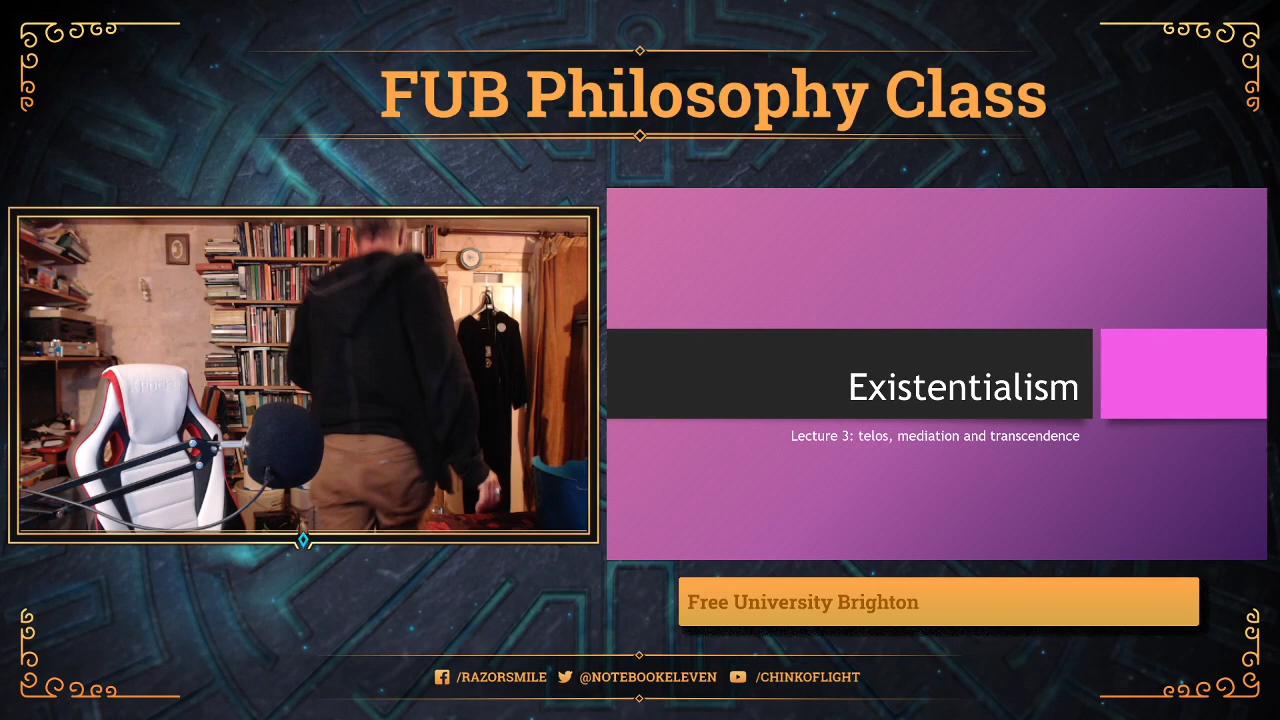 FUB Philosophy Class
Existentialism
Lecture 3: telos, mediation and transcendence
Free University Brighton
/RAZORSMILE @NOTEBOOKELEVEN /CHINKOFLIGHT